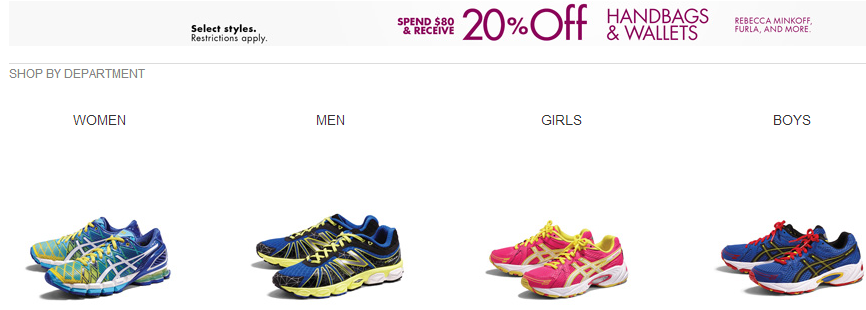 Select styles.
Restrictions apply.
SPEND $80
& RECEIVE
20% Off
HANDBAGS
& WALLETS
REBECCA MINKOFF,
FURLA, AND MORE.
SHOP BY DEPARTMENT
WOMEN
MEN
GIRLS
BOYS